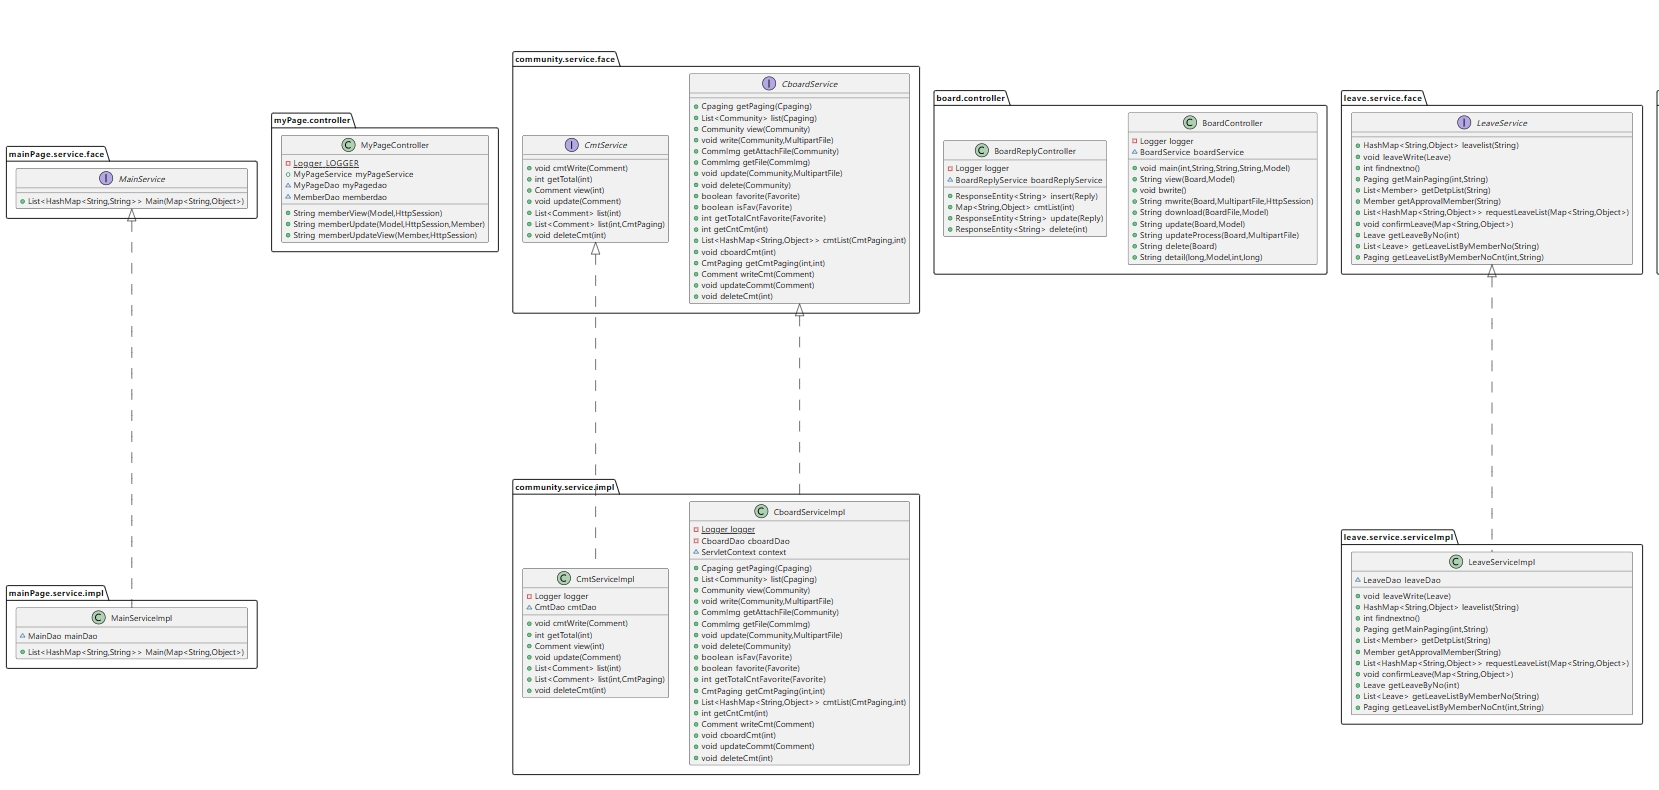 mainPage.service.face
MainService
List<HashMap<String,String>> Main(Map<String,Object>)
myPage.controller
MyPageController
Logger LOGGER
MyPageService myPageService
MyPageDao myPagedao
MemberDao memberdao
String memberView(Model,HttpSession)
String memberUpdate(Model,HttpSession,Member)
String memberUpdateView(Member,HttpSession)
community.service.face
CmtService
void cmtWrite(Comment)
int getTotal(int)
Comment view(int)
void update(Comment)
List<Comment> list(int)
List<Comment> list(int,CmtPaging)
void deleteCmt(int)
CboardService
Cpaging getPaging(Cpaging)
List<Community> list(Cpaging)
Community view(Community)
void write(Community,MultipartFile)
CommImg getAttachFile(Community)
CommImg getFile(CommImg)
void update(Community,MultipartFile)
void delete(Community)
boolean favorite(Favorite)
boolean isFav(Favorite)
int getTotalCntFavorite(Favorite)
int getCntCmt(int)
List<HashMap<String,Object>> cmtList(CmtPaging,int)
void cboardCmt(int)
CmtPaging getCmtPaging(int,int)
Comment writeCmt(Comment)
void updateCommt(Comment)
void deleteCmt(int)
board.controller
BoardReplyController
Logger logger
BoardReplyService boardReplyService
ResponseEntity<String> insert(Reply)
Map<String,Object> cmtList(int)
ResponseEntity<String> update(Reply)
ResponseEntity<String> delete(int)
BoardController
Logger logger
BoardService boardService
void main(int,String,String,String,Model)
String view(Board,Model)
void bwrite()
String mwrite(Board,MultipartFile,HttpSession)
String download(BoardFile,Model)
String update(Board,Model)
String updateProcess(Board,MultipartFile)
String delete(Board)
String detail(long,Model,int,long)
leave.service.face
LeaveService
HashMap<String,Object> leavelist(String)
void leaveWrite(Leave)
int findnextno()
Paging getMainPaging(int,String)
List<Member> getDetpList(String)
Member getApprovalMember(String)
List<HashMap<String,Object>> requestLeaveList(Map<String,Object)
void confirmLeave(Map<String,Object>)
Leave getLeaveByNo(int)
List<Leave> getLeaveListByMemberNo(String)
Paging getLeaveListByMemberNoCnt(int,String)
mainPage.service.impl
MainServiceImpl
MainDao mainDao
List<HashMap<String,String>> Main(Map<String,Object>)
community.service.impl
CmtServiceImpl
Logger logger
CmtDao cmtDao
void cmtWrite(Comment)
int getTotal(int)
Comment view(int)
void update(Comment)
List<Comment> list(int)
List<Comment> list(int,CmtPaging)
void deleteCmt(int)
CboardServiceImpl
Logger logger
CboardDao cboardDao
ServletContext context
Cpaging getPaging(Cpaging)
List<Community> list(Cpaging)
Community view(Community)
void write(Community,MultipartFile)
CommImg getAttachFile(Community)
CommImg getFile(CommImg)
void update(Community,MultipartFile)
void delete(Community)
boolean isFav(Favorite)
boolean favorite(Favorite)
int getTotalCntFavorite(Favorite)
CmtPaging getCmtPaging(int,int)
List<HashMap<String,Object>> cmtList(CmtPaging,int)
int getCntCmt(int)
Comment writeCmt(Comment)
void cboardCmt(int)
void updateCommt(Comment)
void deleteCmt(int)
leave.service.serviceImpl
LeaveServiceImpl
LeaveDao leaveDao
void leaveWrite(Leave)
HashMap<String,Object> leavelist(String)
int findnextno()
Paging getMainPaging(int,String)
List<Member> getDetpList(String)
Member getApprovalMember(String)
List<HashMap<String,Object>> requestLeaveList(Map<String,Object)
void confirmLeave(Map<String,Object>)
Leave getLeaveByNo(int)
List<Leave> getLeaveListByMemberNo(String)
Paging getLeaveListByMemberNoCnt(int,String)